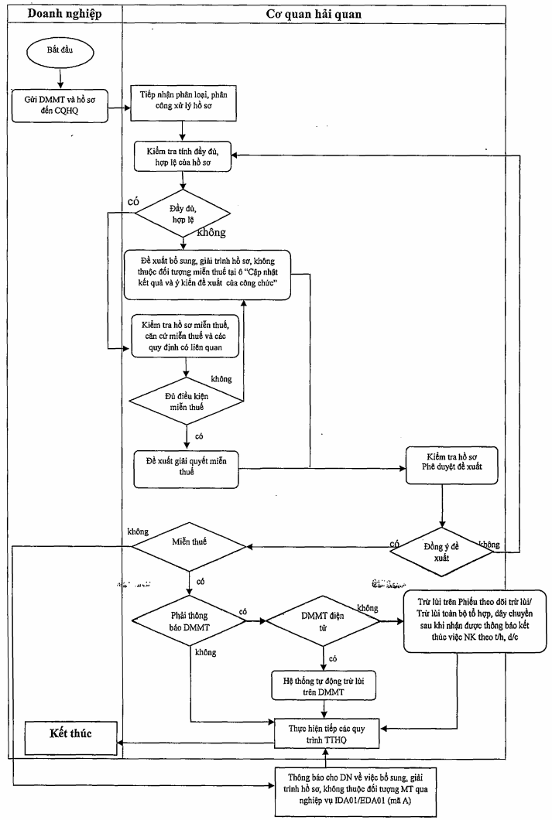 Doanh nghiệp
Cơ quan hải quan
Bắt đầu
Gửi DMMT và hồ sơ
đến CQHQ
Tiếp nhận phân loại, phân
công xử lý hồ sơ
Kiểm tra tính đầy đủ,
hợp lệ của hồ sơ
có
Đầy đủ,
hợp lệ
không
Đề xuất bổ sung, giải trình hồ sơ, không
thuộc đối tượng miễn thuế tại ô “Cập nhật
kết quả và ý kiến đề xuất của công chức”
Kiểm tra hồ sơ miễn thuế,
căn cứ miễn thuế và các
quy định có liên quan
không
Đủ điều kiện
miễn thuế
có
Đề xuất giải quyết miễn
thuế
Kiểm tra hồ sơ
Phê duyệt đề xuất
không
Miễn thuế
có
Đồng ý đề
xuất
không
có
Phải thông
báo DMMT
có
DMMT điện
tử
không
Trừ lùi trên Phiếu theo dõi trừ lùi/
Trừ lùi toàn bộ tổ hợp, dây chuyền
sau khi nhận được thông báo kết
thúc việc NK theo t/h, d/c
không
có
Hệ thống tự động trừ lùi
trên DMMT
Kết thúc
Thực hiện tiếp các quy
trình TTHQ
Thông báo cho DN về việc bổ sung, giải
trình hồ sơ, không thuộc đối tượng MT qua
nghiệp vụ IDA01/EDA01 (mã A)